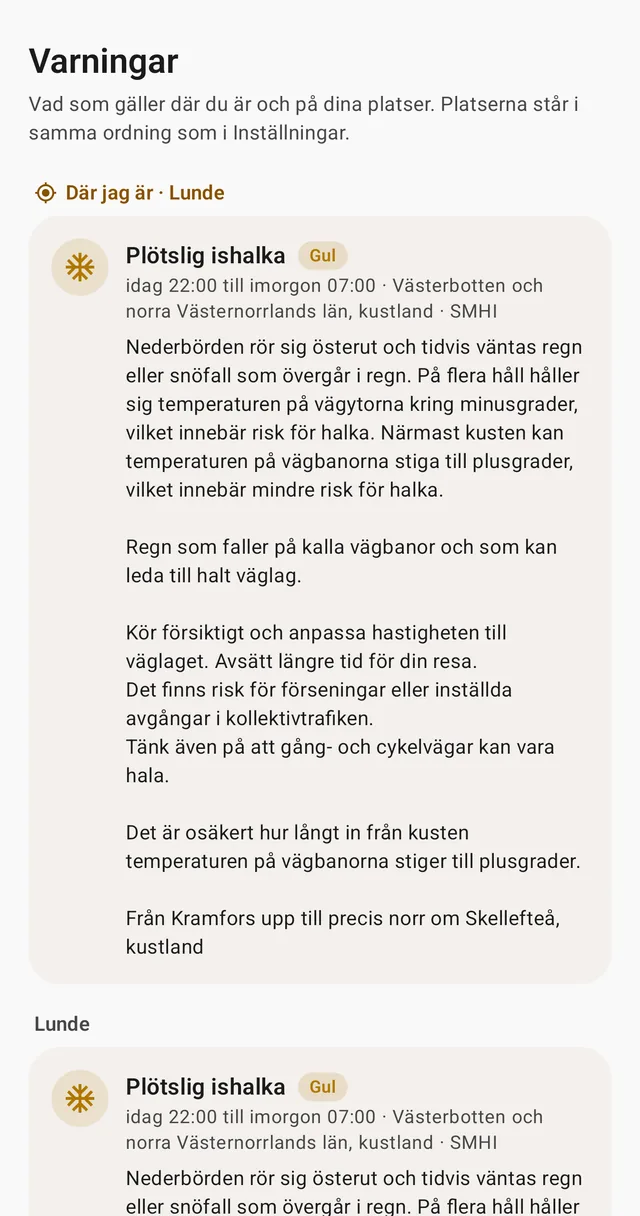 Varningar
Vad som gäller där du är och på dina platser. Platserna står i
samma ordning som i Inställningar.
Där jag är · Lunde
Plötslig ishalka Gul
idag 22:00 till imorgon 07:00 · Västerbotten och
norra Västernorrlands län, kustland · SMHI
Nederbörden rör sig österut och tidvis väntas regn
eller snöfall som övergår i regn. På flera håll håller
sig temperaturen på vägytorna kring minusgrader,
vilket innebär risk för halka. Närmast kusten kan
temperaturen på vägbanorna stiga till plusgrader,
vilket innebär mindre risk för halka.
Regn som faller på kalla vägbanor och som kan
leda till halt väglag.
Kör försiktigt och anpassa hastigheten till
väglaget. Avsätt längre tid för din resa.
Det finns risk för förseningar eller inställda
avgångar i kollektivtrafiken.
Tänk även på att gång- och cykelvägar kan vara
hala.
Det är osäkert hur långt in från kusten
temperaturen på vägbanorna stiger till plusgrader.
Från Kramfors upp till precis norr om Skellefteå,
kustland
Lunde
Plötslig ishalka Gul
idag 22:00 till imorgon 07:00 · Västerbotten och
norra Västernorrlands län, kustland · SMHI
Nederbörden rör sig österut och tidvis väntas regn
eller snöfall som övergår i regn. På flera håll håller